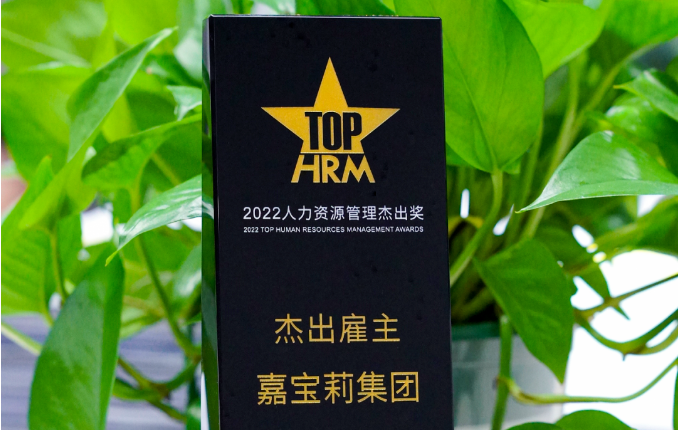 TOP
HRM
2022人力资源管理杰出奖
2022 TOP HUMAN RESOURCES MANAGEMENT AWARDS
杰出雇主
嘉宝莉集团